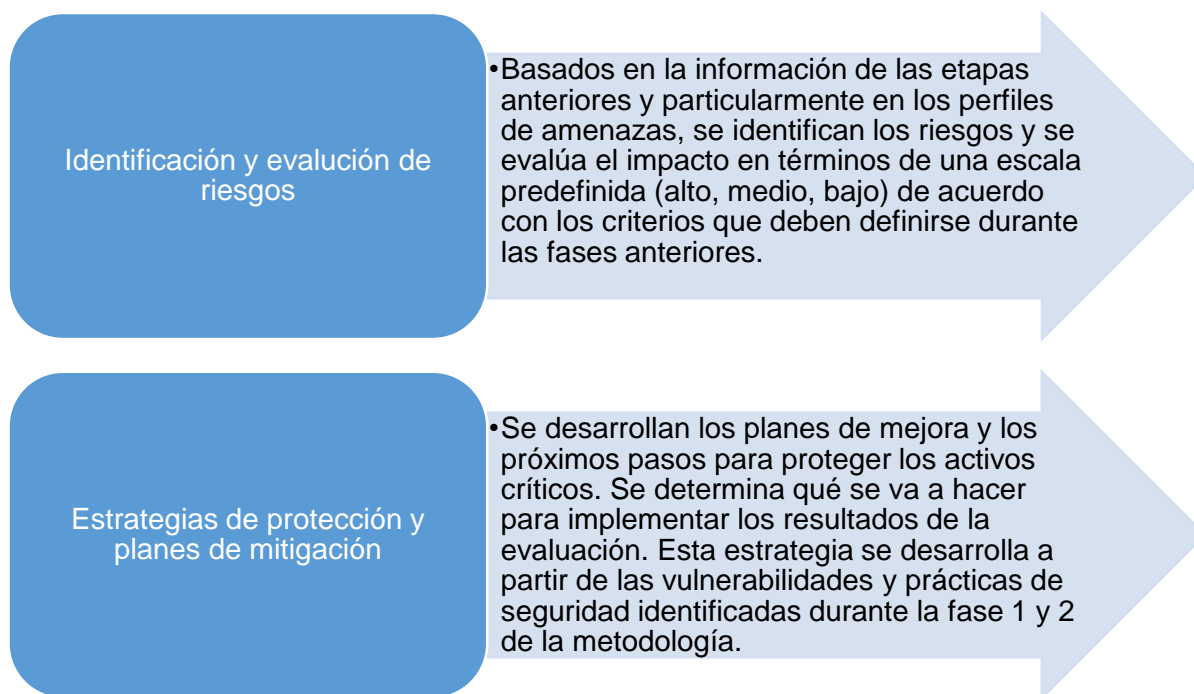 Identificación y evalución de
riesgos
•Basados en la información de las etapas
anteriores y particularmente en los perfiles
de amenazas, se identifican los riesgos y se
evalúa el impacto en términos de una escala
predefinida (alto, medio, bajo) de acuerdo
con los criterios que deben definirse durante
las fases anteriores.
Estrategias de protección y
planes de mitigación
•Se desarrollan los planes de mejora y los
próximos pasos para proteger los activos
críticos. Se determina qué se va a hacer
para implementar los resultados de la
evaluación. Esta estrategia se desarrolla a
partir de las vulnerabilidades y prácticas de
seguridad identificadas durante la fase 1 y 2
de la metodología.